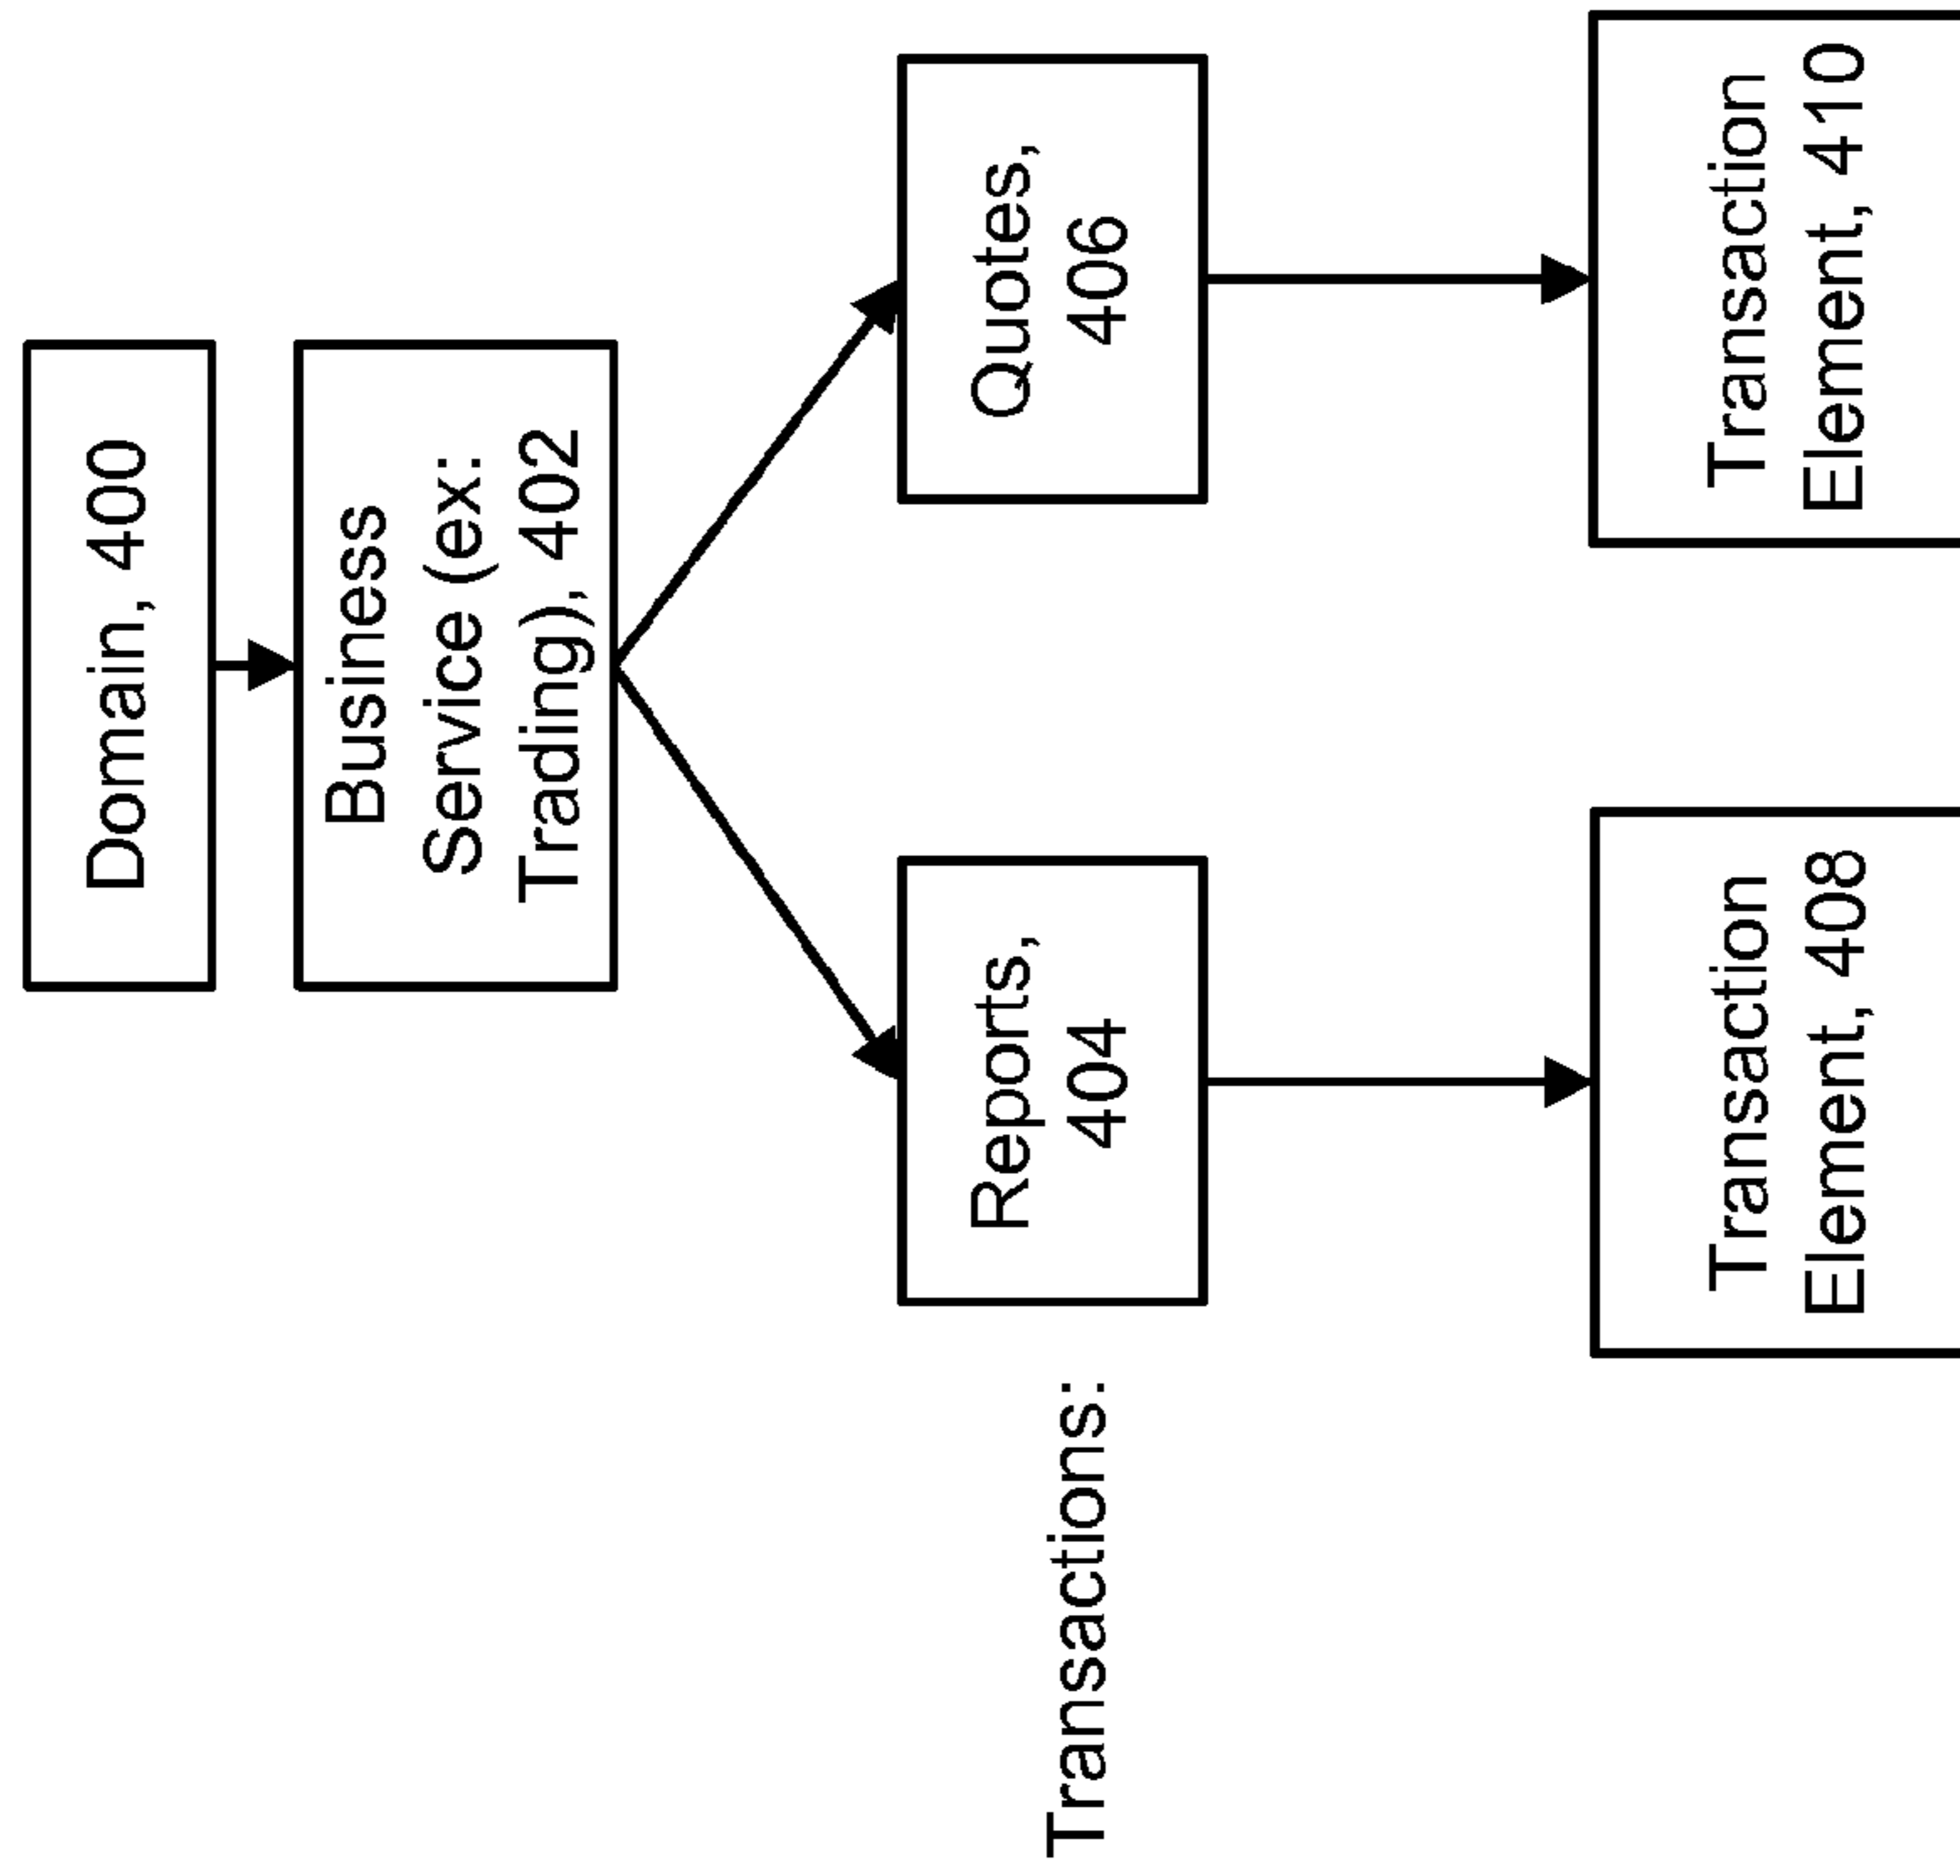 Domain, 400
Business
Service (ex:
Trading), 402
Transactions:
Reports,
404
Quotes,
406
Transaction
Element, 408
Transaction
Element, 410